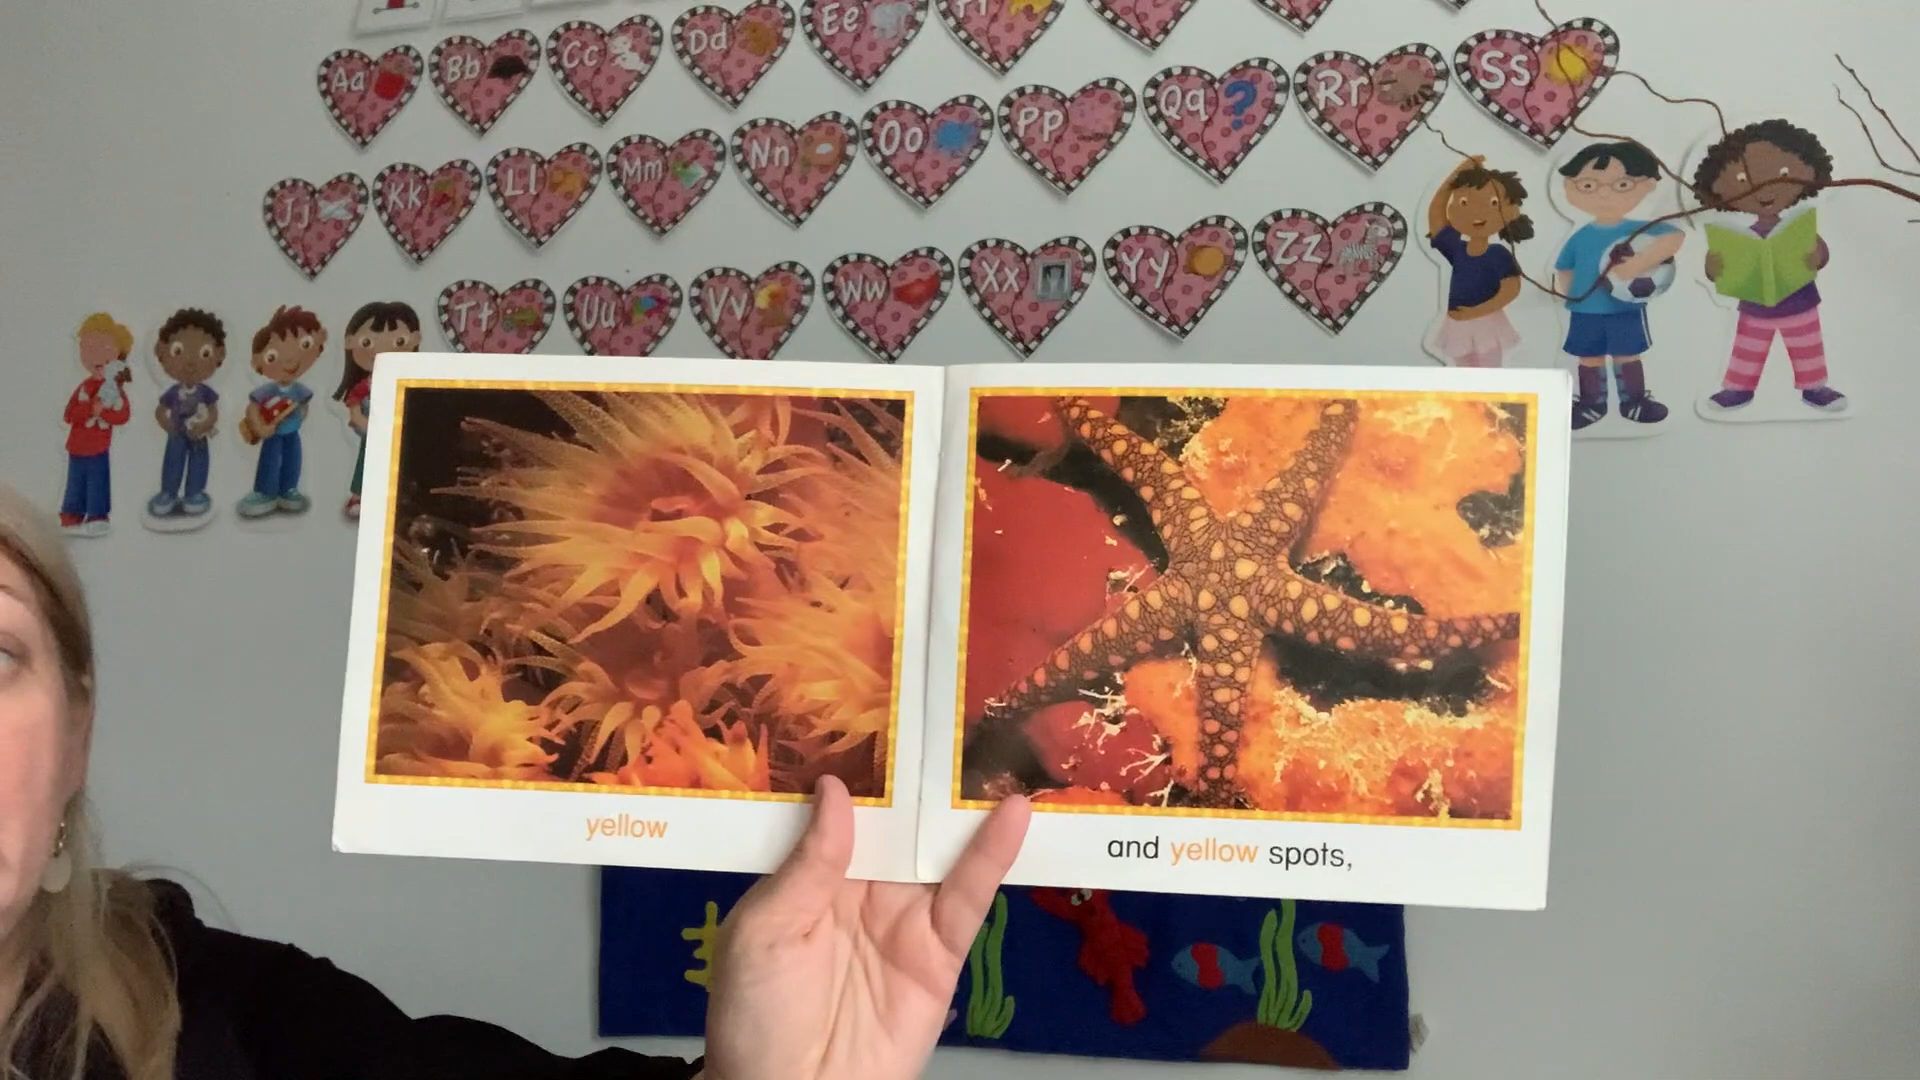 Aa Bb Cc Dd Ee Ff
Jj Kk Ll Mm Nn Oo Pp Qq Rr Ss
Tt Uu Vv Ww Xx Yy Zz
yellow
and yellow spots,